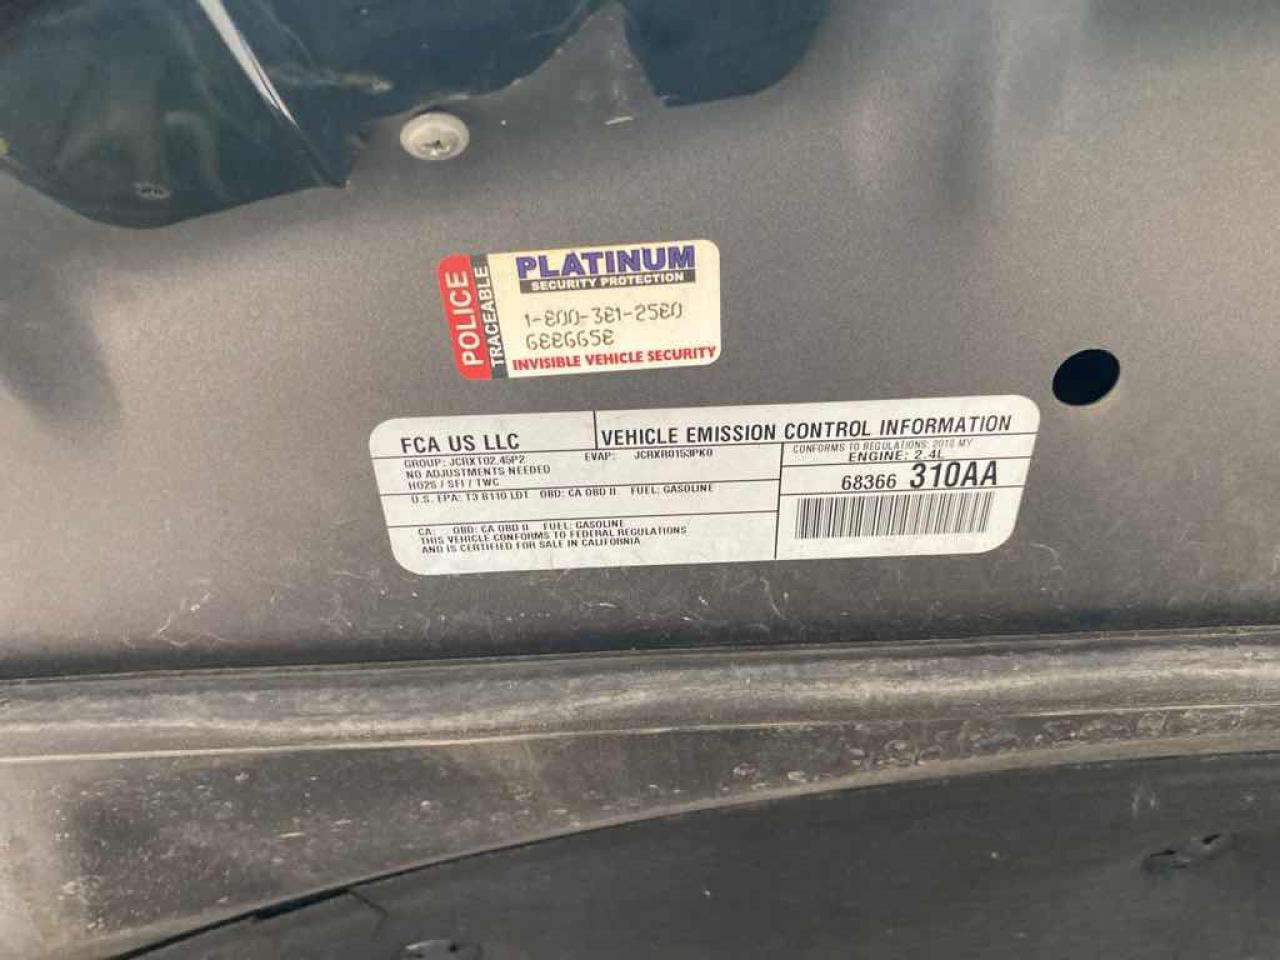 POLICE
TRACEABLE
PLATINUM
SECURITY PROTECTION
1-800-381-2580
6886658
INVISIBLE VEHICLE SECURITY
FCA US LLC
VEHICLE EMISSION CONTROL INFORMATION
GROUP: JCRXT02.45P2 EVAP: JCRXR0153PK0
NO ADJUSTMENTS NEEDED
HO2S / SFI / TWC
CONFORMS TO REGULATIONS: 2018 MY
ENGINE: 2.4L
U.S. EPA: T3 B110 LDT OBD: CA OBD II FUEL: GASOLINE
68366 310AA
CA: OBD: CA OBD II FUEL: GASOLINE
THIS VEHICLE CONFORMS TO FEDERAL REGULATIONS
AND IS CERTIFIED FOR SALE IN CALIFORNIA